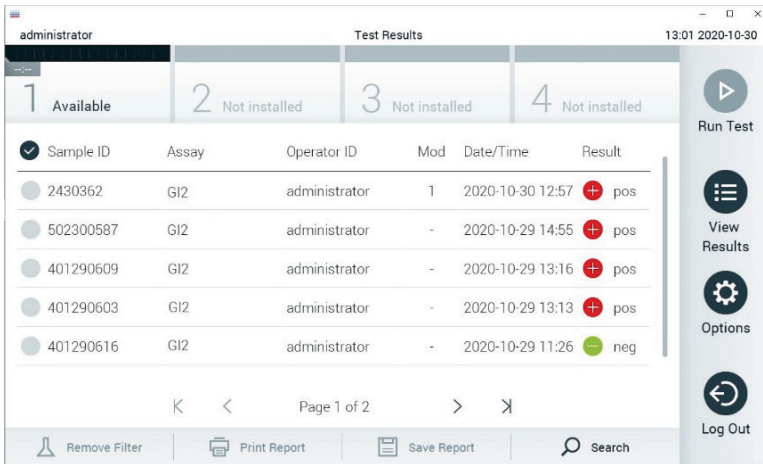 administrator Test Results 13:01 2020-10-30
--:--
1 Available 2 Not installed 3 Not installed 4 Not installed
Run Test
Sample ID Assay Operator ID Mod Date/Time Result
2430362 GI2 administrator 1 2020-10-30 12:57 pos
502300587 GI2 administrator - 2020-10-29 14:55 pos
401290609 GI2 administrator - 2020-10-29 13:16 pos
401290603 GI2 administrator - 2020-10-29 13:13 pos
401290616 GI2 administrator - 2020-10-29 11:26 neg
View
Results
Options
Page 1 of 2
Log Out
Remove Filter Print Report Save Report Search